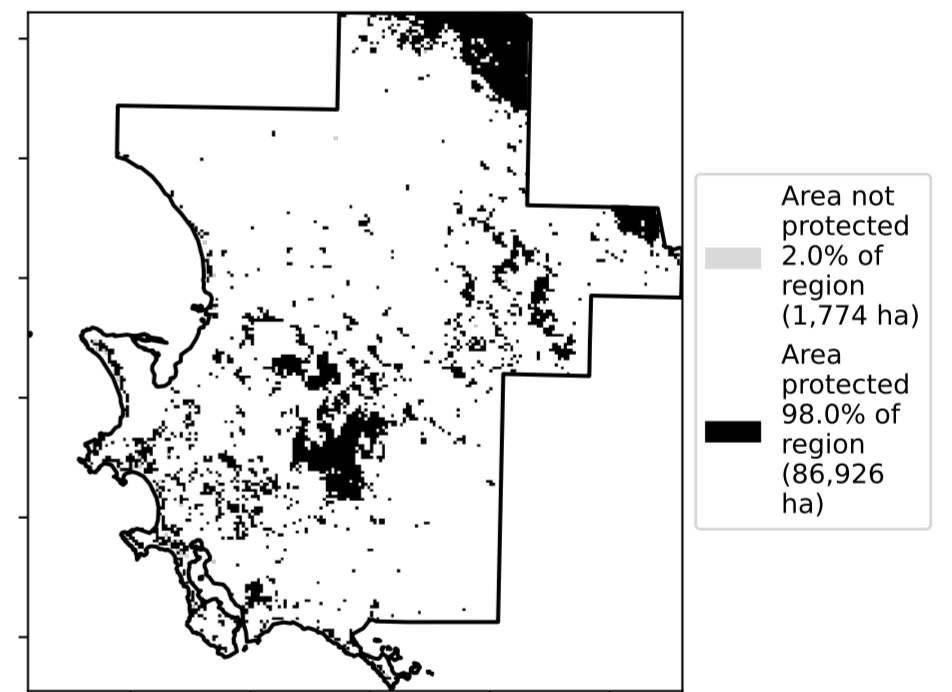 Area not
protected
2.0% of
region
(1,774 ha)
Area
protected
98.0% of
region
(86,926
ha)